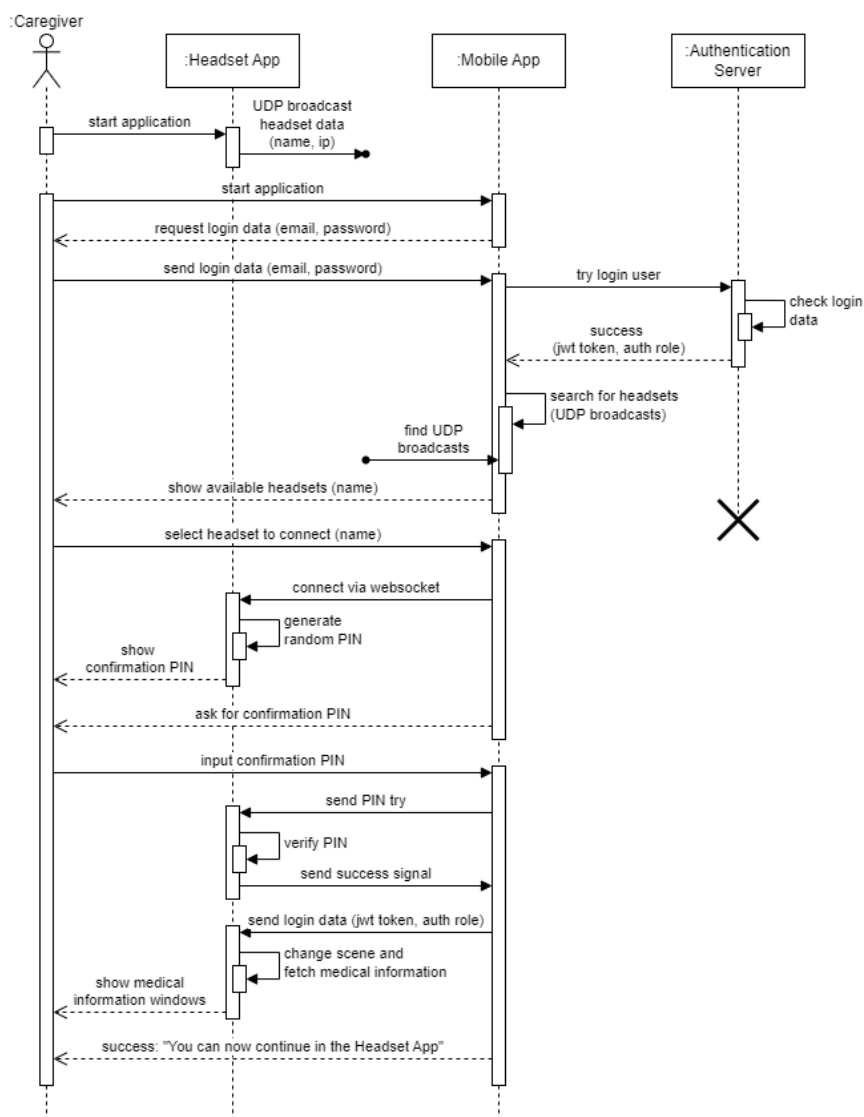 :Caregiver
:Headset App
:Mobile App
:Authentication
Server
UDP broadcast
headset data
(name, ip)
start application
start application
request login data (email, password)
send login data (email, password)
try login user
check login
data
success
(jwt token, auth role)
search for headsets
(UDP broadcasts)
find UDP
broadcasts
show available headsets (name)
select headset to connect (name)
connect via websocket
generate
random PIN
show
confirmation PIN
ask for confirmation PIN
input confirmation PIN
send PIN try
verify PIN
send success signal
send login data (jwt token, auth role)
change scene and
fetch medical information
show medical
information windows
success: "You can now continue in the Headset App"